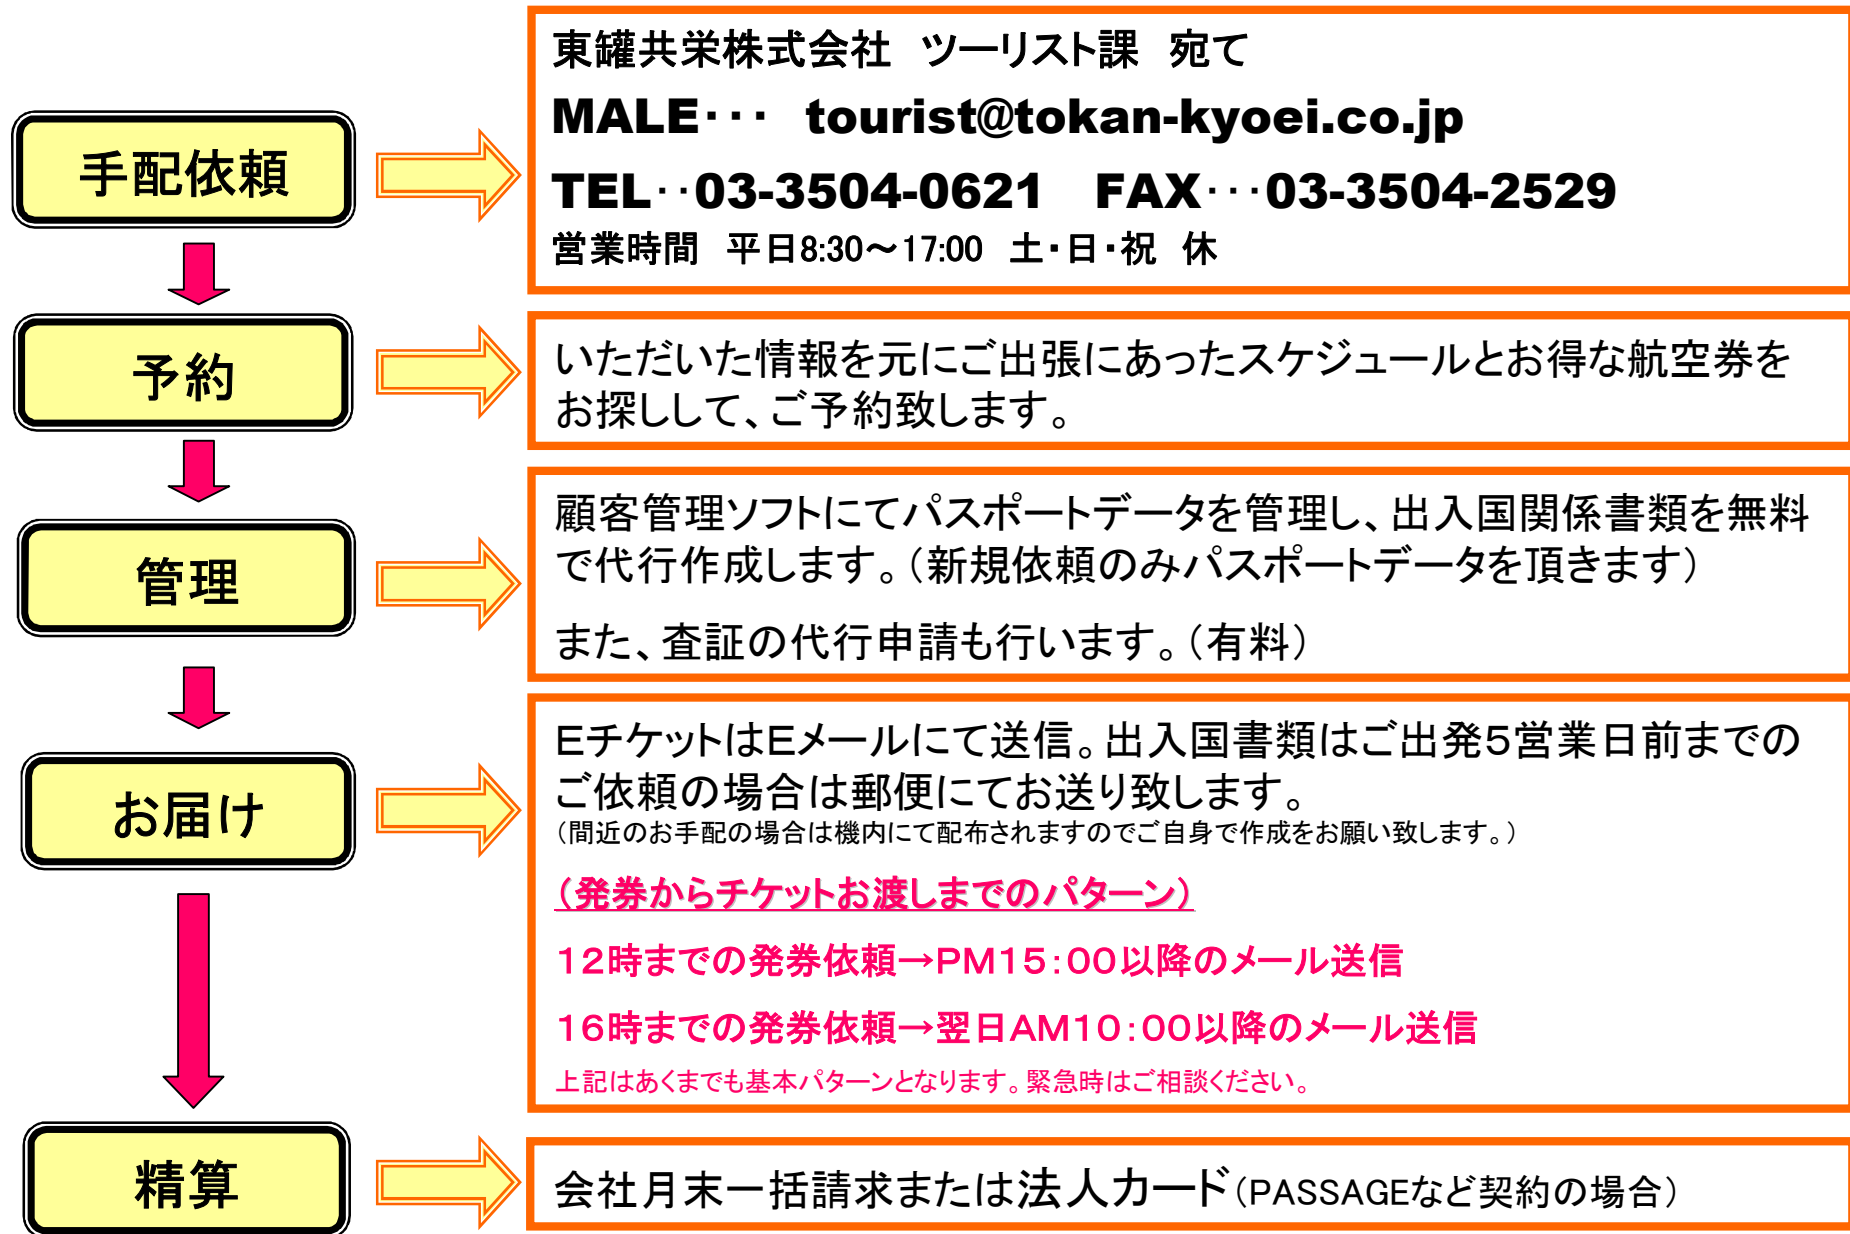 手配依頼
東罐共栄株式会社　ツーリスト課　宛て
MALE･･･　tourist@tokan-kyoei.co.jp
TEL･･03-3504-0621　FAX･･･03-3504-2529
営業時間　平日8:30～17:00　土・日・祝　休
予約
いただいた情報を元にご出張にあったスケジュールとお得な航空券を
お探しして、ご予約致します。
管理
顧客管理ソフトにてパスポートデータを管理し、出入国関係書類を無料
で代行作成します。（新規依頼のみパスポートデータを頂きます）
また、査証の代行申請も行います。（有料）
お届け
EチケットはEメールにて送信。出入国書類はご出発5営業日前までの
ご依頼の場合は郵便にてお送り致します。
（間近のお手配の場合は機内にて配布されますのでご自身で作成をお願い致します。）
（発券からチケットお渡しまでのパターン）
12時までの発券依頼→PM15：00以降のメール送信
16時までの発券依頼→翌日AM10：00以降のメール送信
上記はあくまでも基本パターンとなります。緊急時はご相談ください。
精算
会社月末一括請求または法人カード（PASSAGEなど契約の場合）